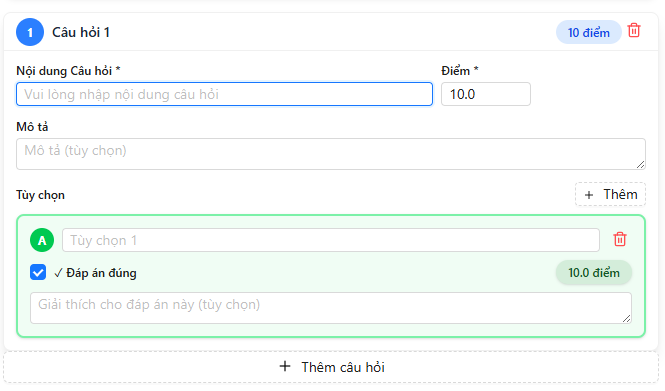 1 Câu hỏi 1 10 điểm
Nội dung Câu hỏi * Điểm *
Vui lòng nhập nội dung câu hỏi 10.0
Mô tả
Mô tả (tùy chọn)
Tùy chọn + Thêm
A Tùy chọn 1
✓ Đáp án đúng 10.0 điểm
Giải thích cho đáp án này (tùy chọn)
+ Thêm câu hỏi